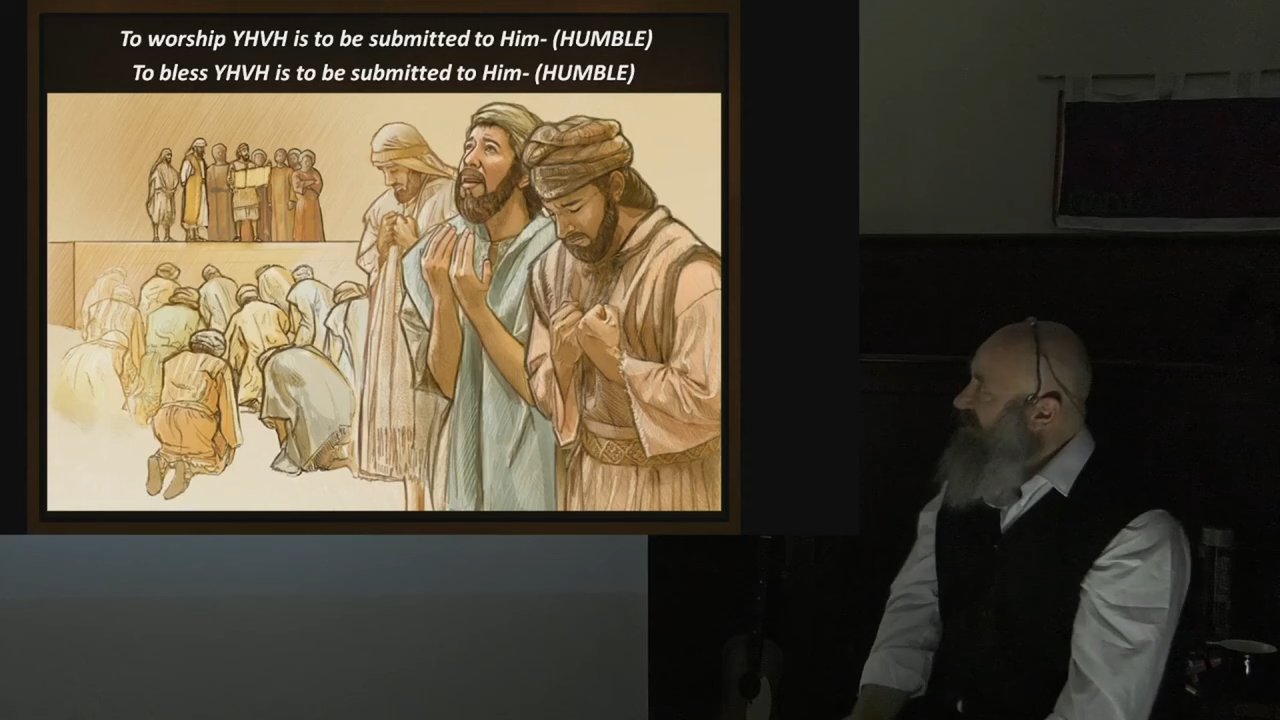 To worship YHVH is to be submitted to Him- (HUMBLE)
To bless YHVH is to be submitted to Him- (HUMBLE)